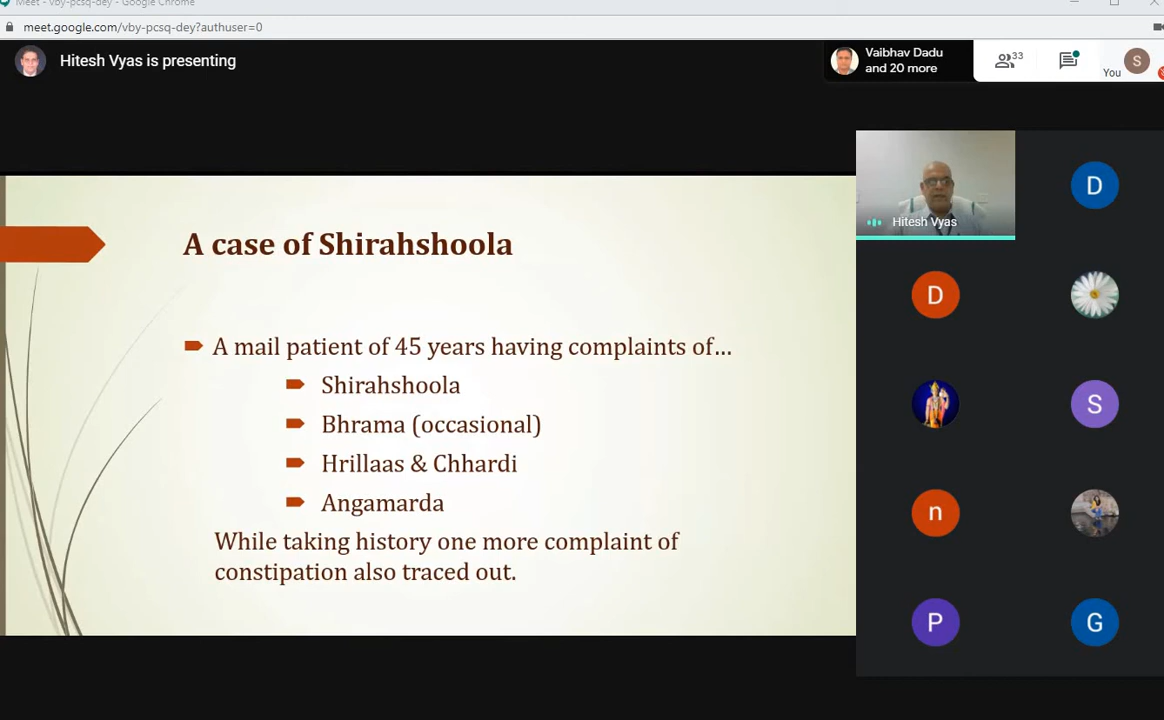 Meet - vby-pcsq-dey - Google Chrome
meet.google.com/vby-pcsq-dey?authuser=0
Hitesh Vyas is presenting
Vaibhav Dadu
and 20 more
33
You
S
A case of Shirahshoola
A mail patient of 45 years having complaints of...
Shirahshoola
Bhrama (occasional)
Hrillaas & Chhardi
Angamarda
While taking history one more complaint of
constipation also traced out.
Hitesh Vyas
D
D
S
n
P
G